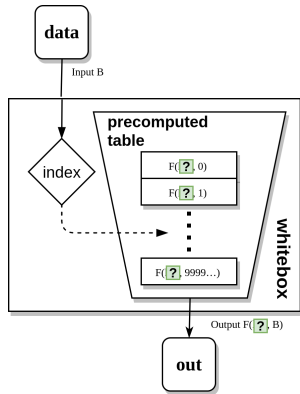 data
Input B
precomputed
table
F(?, 0)
index
F(?, 1)
F(?, 9999...)
whitebox
Output F(?, B)
out